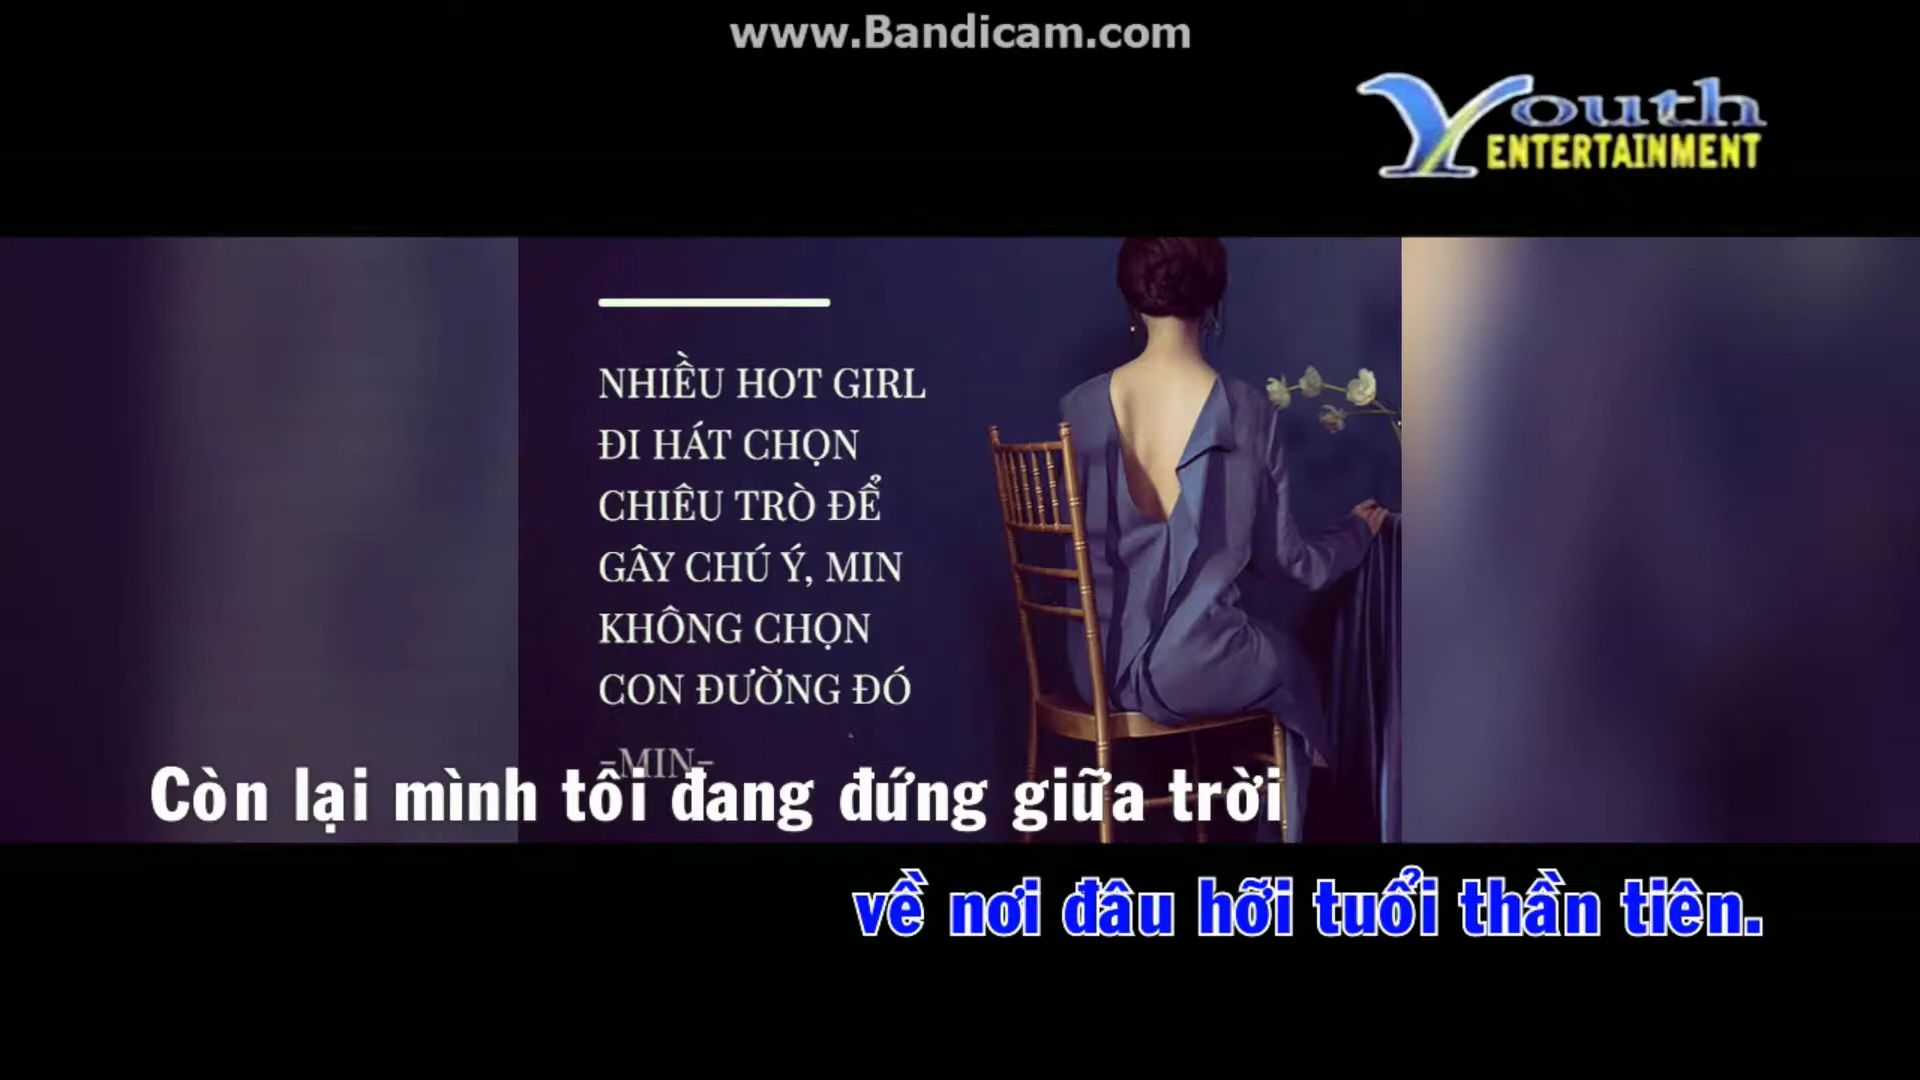 www.Bandicam.com
Youth
ENTERTAINMENT
NHIỀU HOT GIRL
ĐI HÁT CHỌN
CHIÊU TRÒ ĐỂ
GÂY CHÚ Ý, MIN
KHÔNG CHỌN
CON ĐƯỜNG ĐÓ
-MIN-
Còn lại mình tôi đang đứng giữa trời
về nơi đâu hỡi tuổi thần tiên.